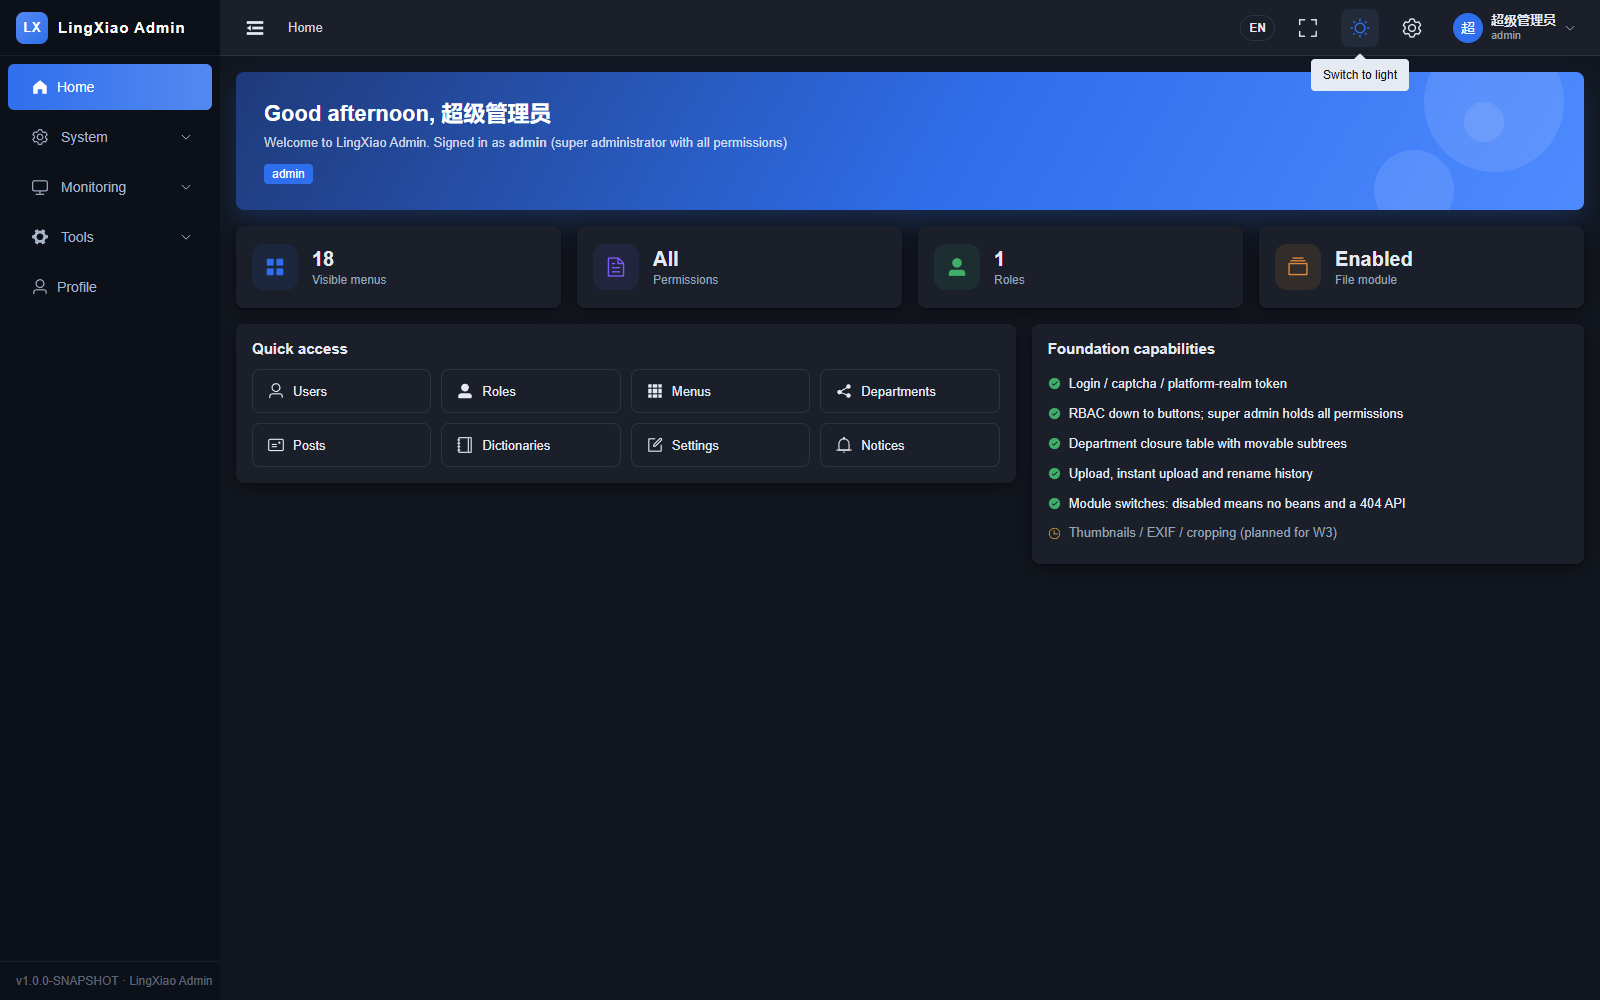 LX LingXiao Admin
Home
EN
超
超级管理员
admin
Switch to light
Home
System
Monitoring
Tools
Profile
Good afternoon, 超级管理员
Welcome to LingXiao Admin. Signed in as admin (super administrator with all permissions)
admin
18
Visible menus
All
Permissions
1
Roles
Enabled
File module
Quick access
Users
Roles
Menus
Departments
Posts
Dictionaries
Settings
Notices
Foundation capabilities
Login / captcha / platform-realm token
RBAC down to buttons; super admin holds all permissions
Department closure table with movable subtrees
Upload, instant upload and rename history
Module switches: disabled means no beans and a 404 API
Thumbnails / EXIF / cropping (planned for W3)
v1.0.0-SNAPSHOT · LingXiao Admin